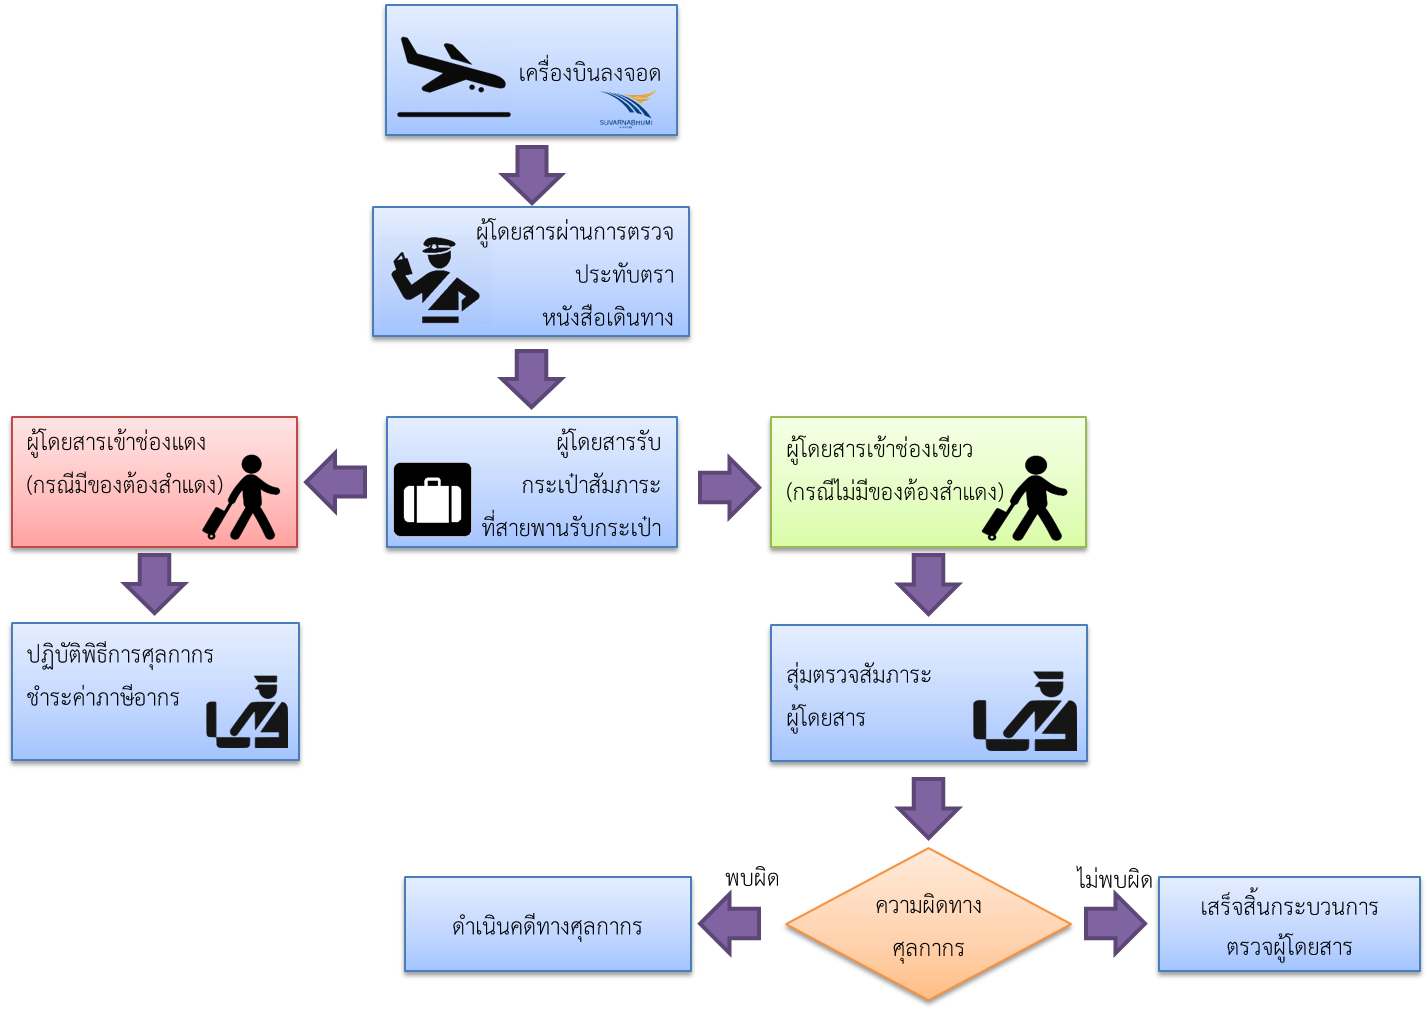 เครื่องบินลงจอด
SUVARNABHUMI
ผู้โดยสารผ่านการตรวจ
ประทับตรา
หนังสือเดินทาง
ผู้โดยสารเข้าช่องแดง
(กรณีมีของต้องสำแดง)
ผู้โดยสารรับ
กระเป๋าสัมภาระ
ที่สายพานรับกระเป๋า
ผู้โดยสารเข้าช่องเขียว
(กรณีไม่มีของต้องสำแดง)
ปฏิบัติพิธีการศุลกากร
ชำระค่าภาษีอากร
สุ่มตรวจสัมภาระ
ผู้โดยสาร
พบผิด
ไม่พบผิด
ดำเนินคดีทางศุลกากร
ความผิดทาง
ศุลกากร
เสร็จสิ้นกระบวนการ
ตรวจผู้โดยสาร